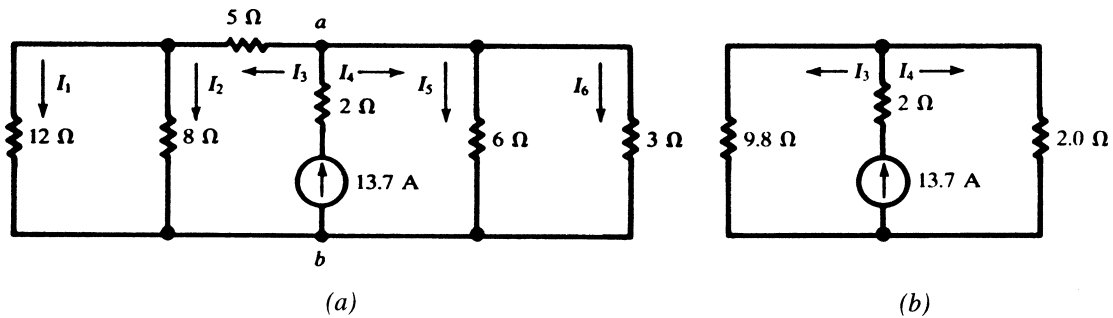 5 Ω
a
I₁
I₂
I₃
I₄
I₅
I₆
2 Ω
12 Ω
8 Ω
6 Ω
3 Ω
13.7 A
b
(a)
I₃
I₄
2 Ω
9.8 Ω
2.0 Ω
13.7 A
(b)